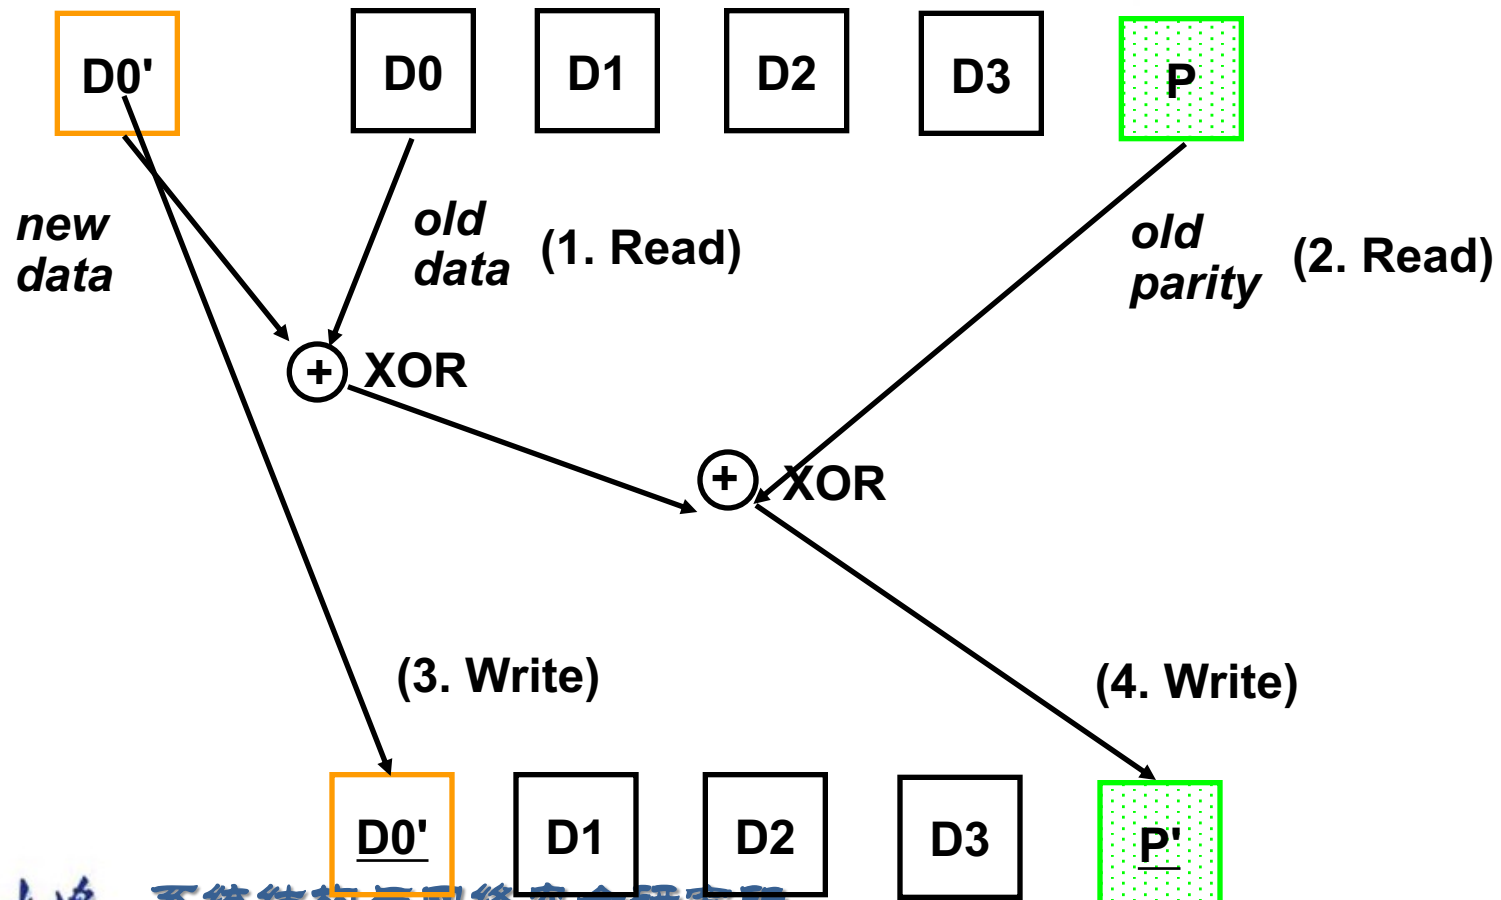 D0' D0 D1 D2 D3 P
new data
old data (1. Read)
old parity (2. Read)
+ XOR
+ XOR
(3. Write) (4. Write)
D0' D1 D2 D3 P'